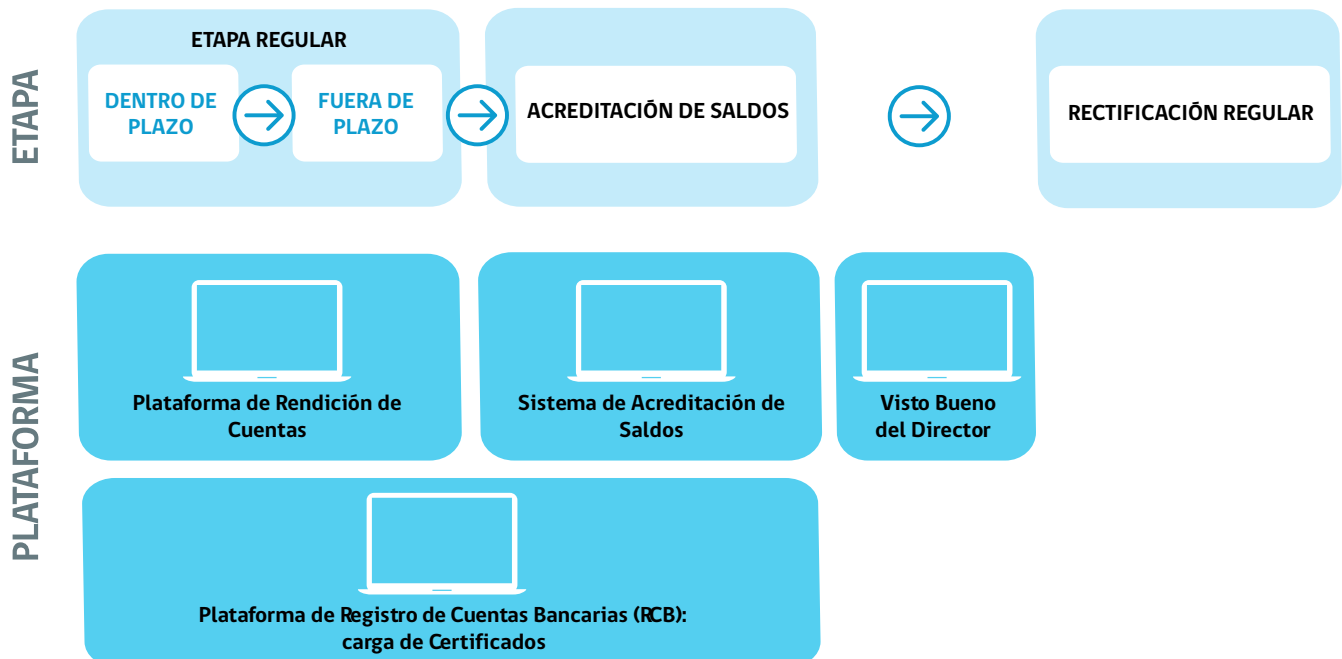 ETAPA
ETAPA REGULAR
DENTRO DE
PLAZO
FUERA DE
PLAZO
ACREDITACIÓN DE SALDOS
RECTIFICACIÓN REGULAR
PLATAFORMA
Plataforma de Rendición de
Cuentas
Sistema de Acreditación de
Saldos
Visto Bueno
del Director
Plataforma de Registro de Cuentas Bancarias (RCB):
carga de Certificados